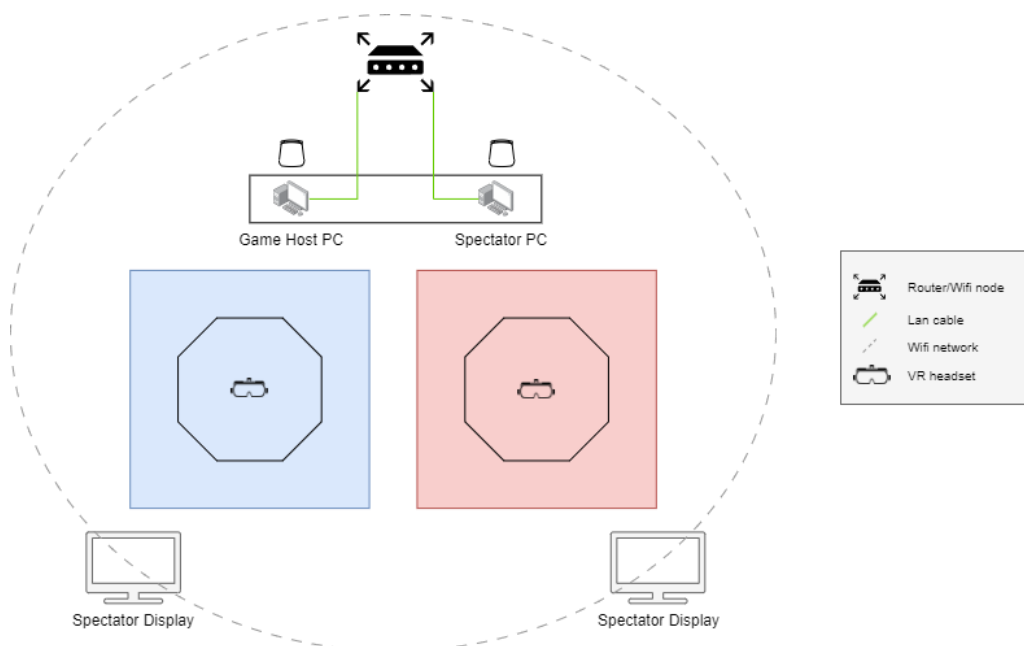 Game Host PC
Spectator PC
Router/Wifi node
Lan cable
Wifi network
VR headset
Spectator Display
Spectator Display